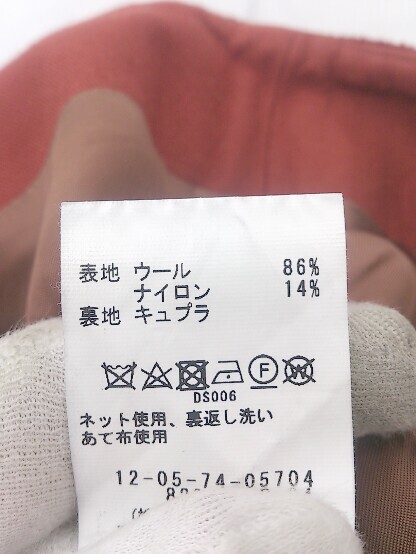 表地 ウール 86%
ナイロン 14%
裏地 キュプラ
F W
DS006
ネット使用、裏返し洗い
あて布使用
12-05-74-05704